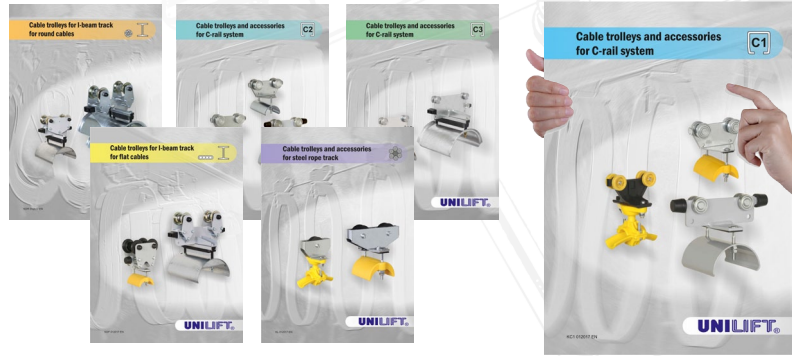 Cable trolleys for I-beam track
for round cables
Cable trolleys and accessories
for C-rail system
C2
Cable trolleys and accessories
for C-rail system
C3
UNILIFT®
Cable trolleys for I-beam track
for flat cables
UNILIFT®
Cable trolleys and accessories
for steel rope track
UNILIFT®
Cable trolleys and accessories
for C-rail system
C1
UNILIFT®